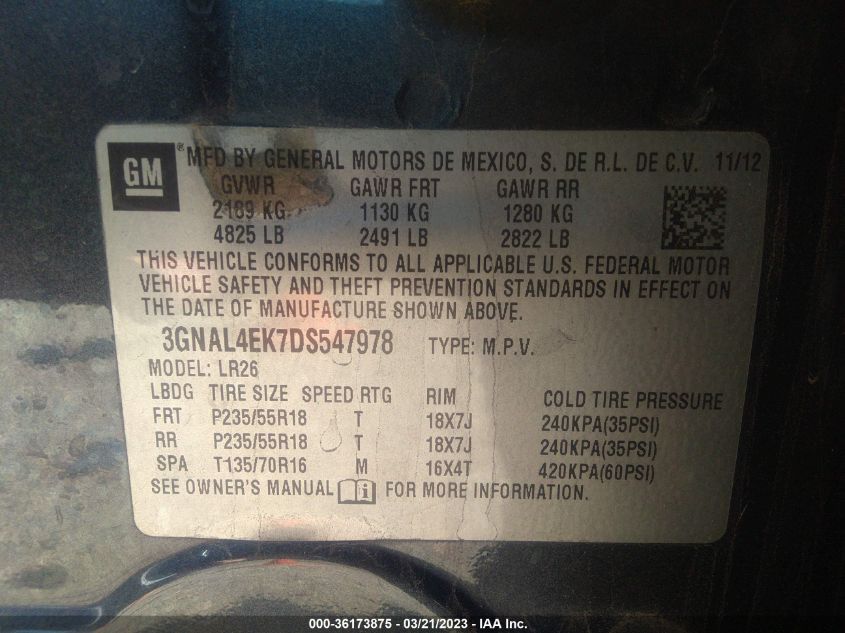 GM ® MFD BY GENERAL MOTORS DE MEXICO, S. DE R.L. DE C.V. 11/12
GVWR GAWR FRT GAWR RR
2189 KG 1130 KG 1280 KG
4825 LB 2491 LB 2822 LB
THIS VEHICLE CONFORMS TO ALL APPLICABLE U.S. FEDERAL MOTOR
VEHICLE SAFETY AND THEFT PREVENTION STANDARDS IN EFFECT ON
THE DATE OF MANUFACTURE SHOWN ABOVE.
3GNAL4EK7DS547978 TYPE: M.P.V.
MODEL: LR26
LBDG TIRE SIZE SPEED RTG RIM COLD TIRE PRESSURE
FRT P235/55R18 T 18X7J 240KPA(35PSI)
RR P235/55R18 T 18X7J 240KPA(35PSI)
SPA T135/70R16 M 16X4T 420KPA(60PSI)
SEE OWNER'S MANUAL i FOR MORE INFORMATION.
000-36173875 - 03/21/2023 - IAA Inc.